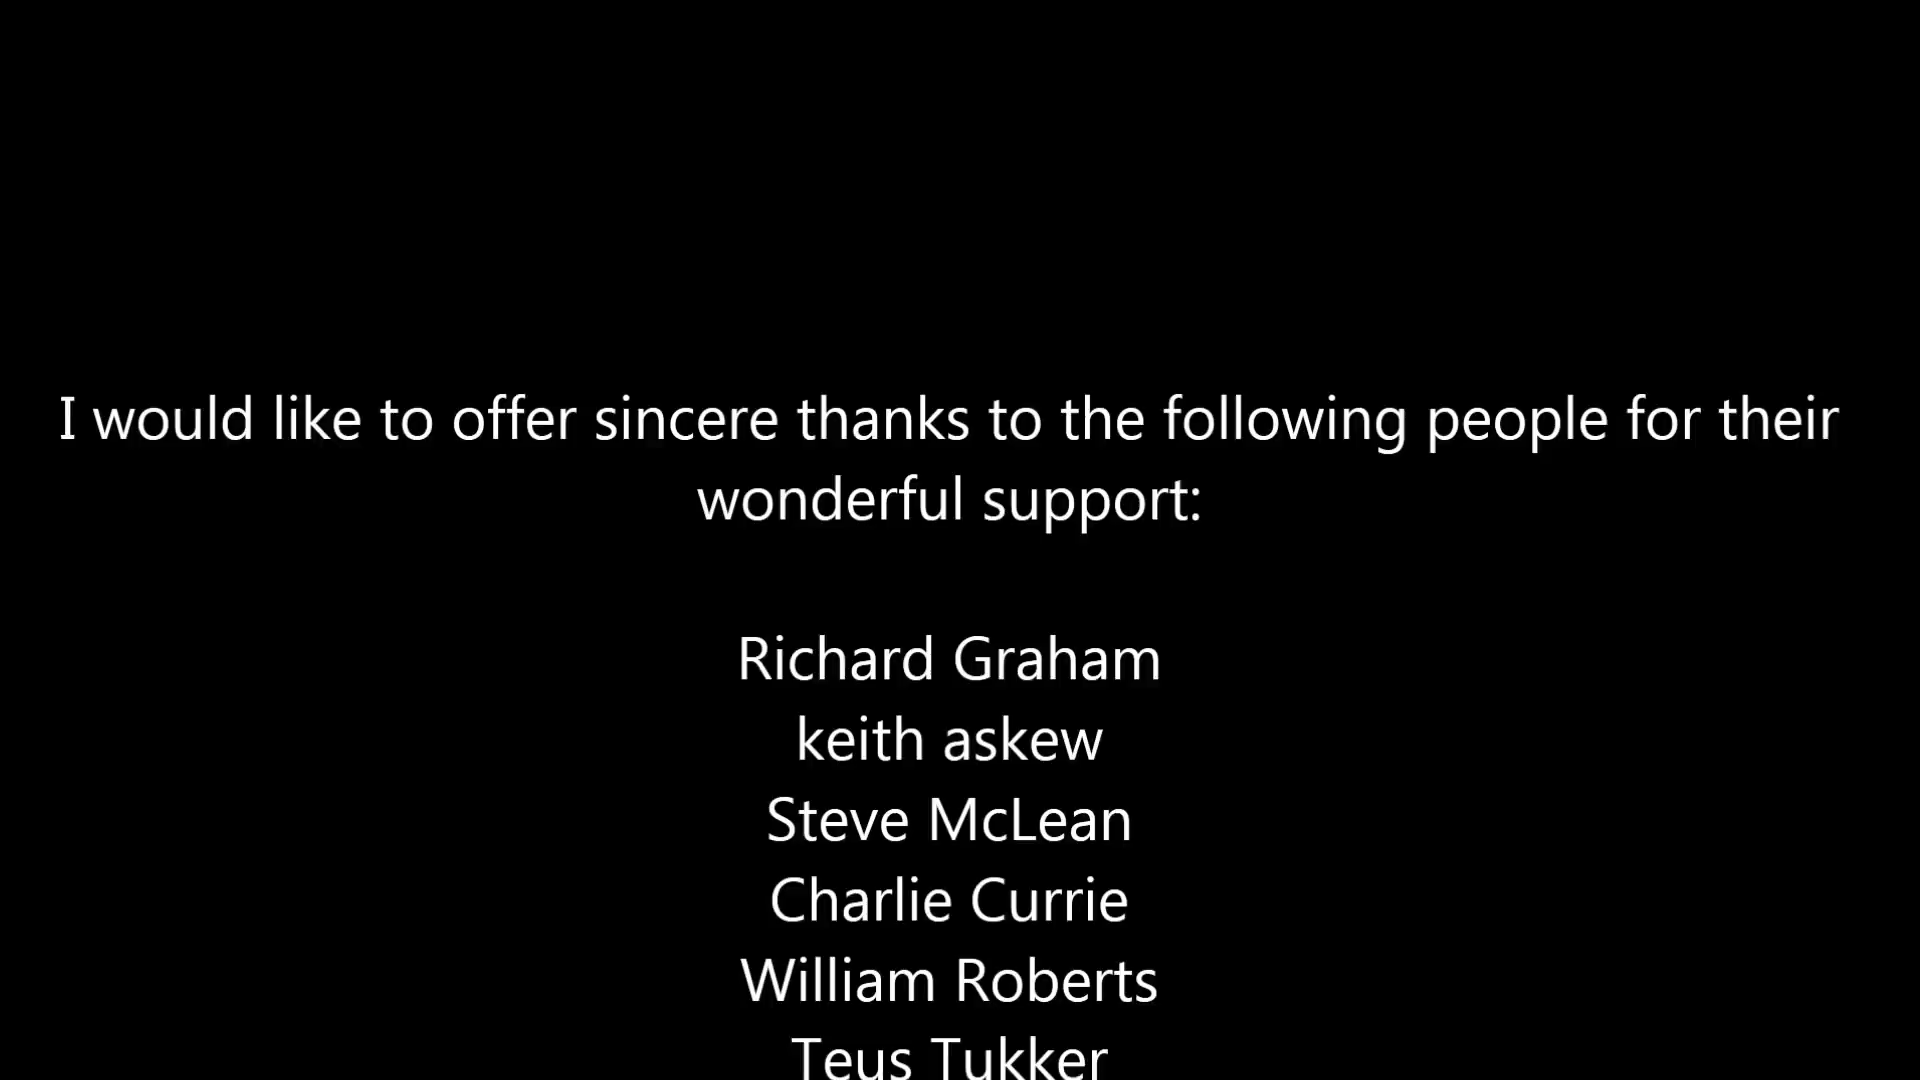 I would like to offer sincere thanks to the following people for their
wonderful support:
Richard Graham
keith askew
Steve McLean
Charlie Currie
William Roberts
Teus Tukker